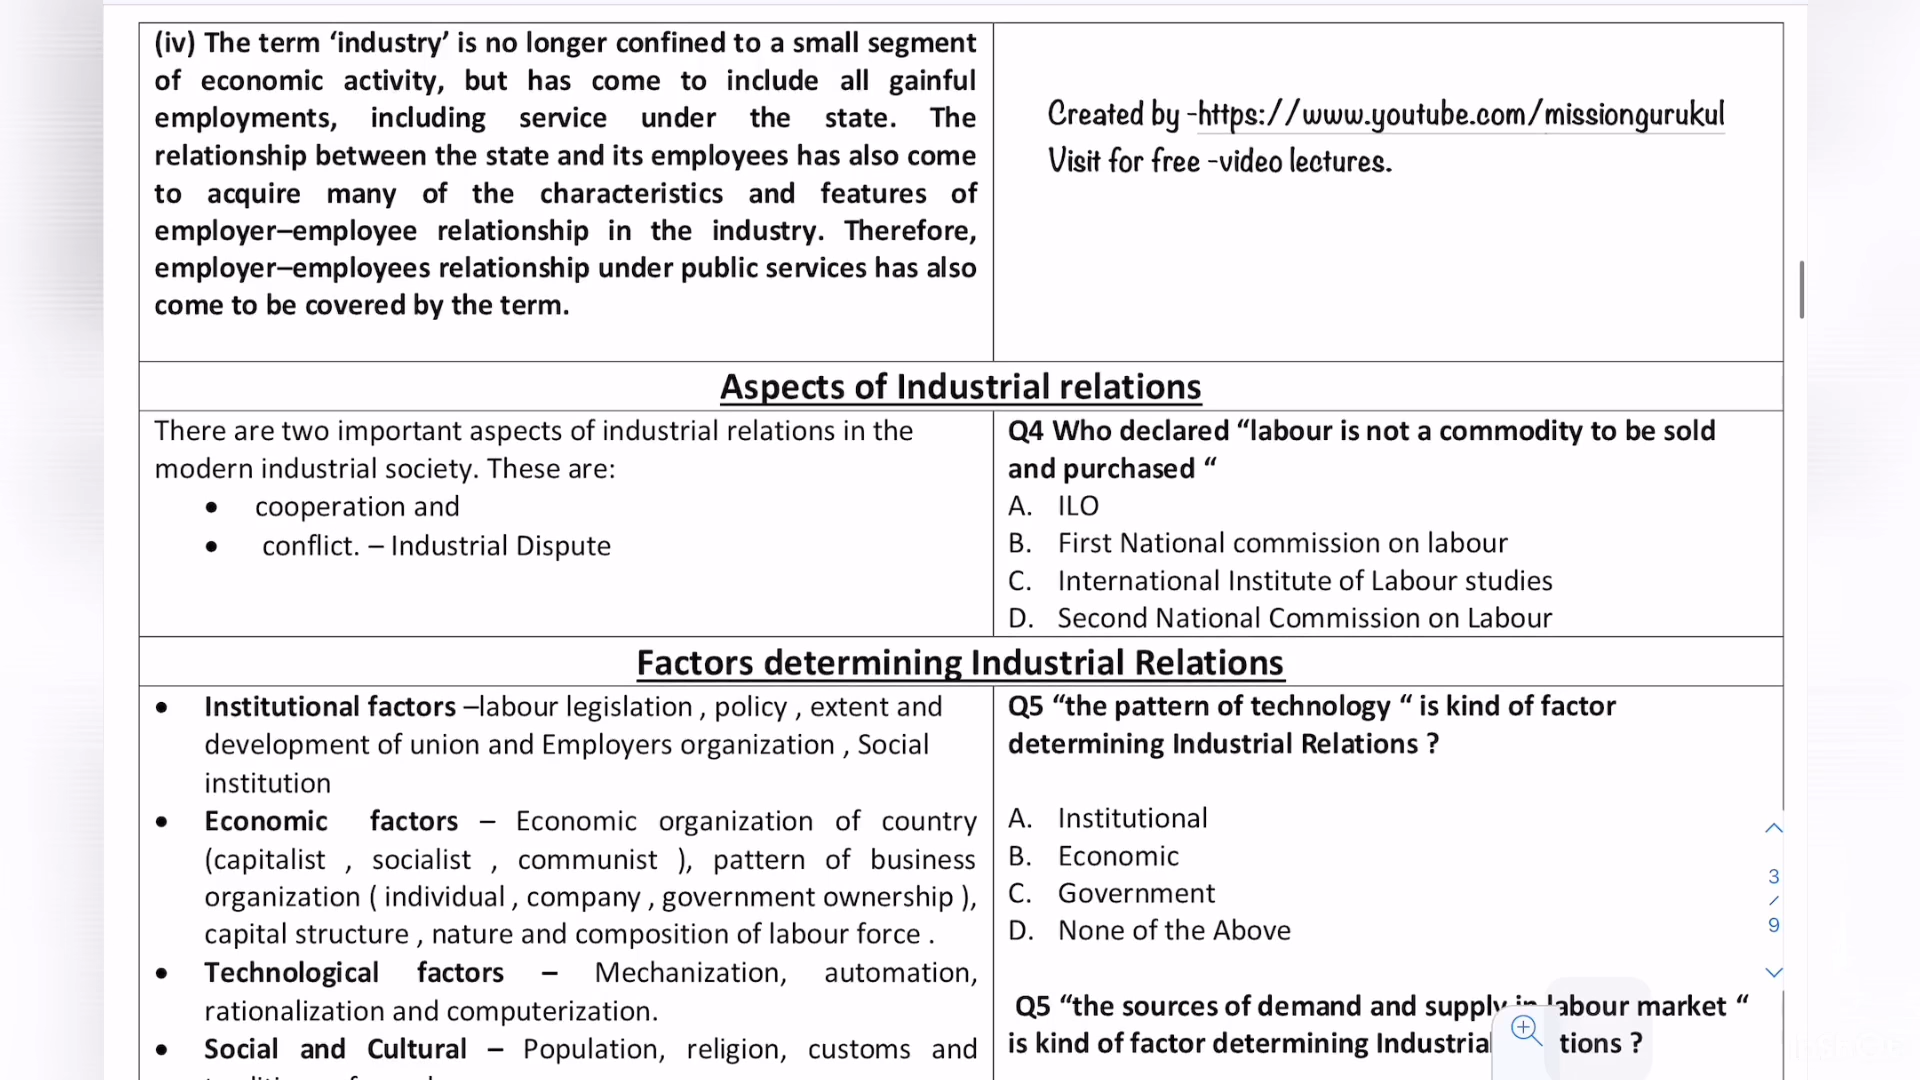 (iv) The term ‘industry’ is no longer confined to a small segment
of economic activity, but has come to include all gainful
employments, including service under the state. The
relationship between the state and its employees has also come
to acquire many of the characteristics and features of
employer–employee relationship in the industry. Therefore,
employer–employees relationship under public services has also
come to be covered by the term.
Created by -https://www.youtube.com/missiongurukul
Visit for free -video lectures.
Aspects of Industrial relations
There are two important aspects of industrial relations in the
modern industrial society. These are:
• cooperation and
• conflict. – Industrial Dispute
Q4 Who declared “labour is not a commodity to be sold
and purchased “
A. ILO
B. First National commission on labour
C. International Institute of Labour studies
D. Second National Commission on Labour
Factors determining Industrial Relations
• Institutional factors –labour legislation , policy , extent and
development of union and Employers organization , Social
institution
• Economic factors – Economic organization of country
(capitalist , socialist , communist ), pattern of business
organization ( individual , company , government ownership ),
capital structure , nature and composition of labour force .
• Technological factors – Mechanization, automation,
rationalization and computerization.
• Social and Cultural – Population, religion, customs and
Q5 “the pattern of technology “ is kind of factor
determining Industrial Relations ?
A. Institutional
B. Economic
C. Government
D. None of the Above
Q5 “the sources of demand and supply in labour market “
is kind of factor determining Industrial tions ?
3
/
9